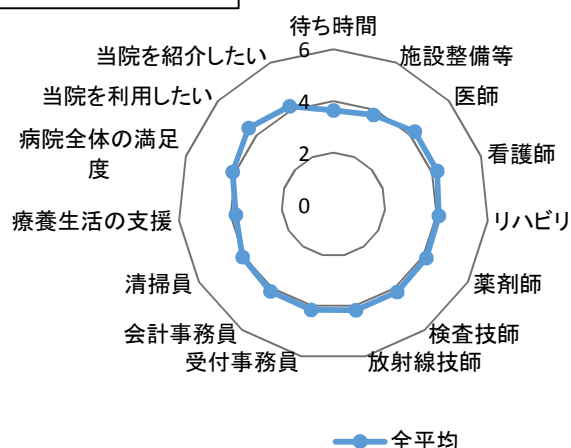 待ち時間
施設整備等
医師
看護師
リハビリ
薬剤師
検査技師
放射線技師
受付事務員
会計事務員
清掃員
療養生活の支援
病院全体の満足
度
当院を利用したい
当院を紹介したい
6
4
2
0
全平均